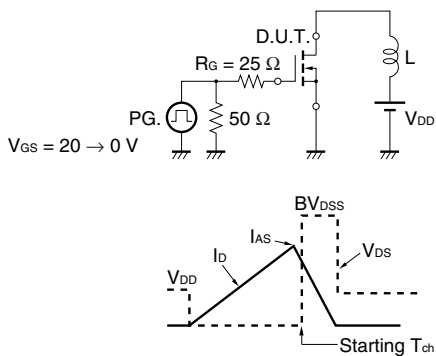 D.U.T.
RG = 25 Ω
L
PG.
50 Ω
VDD
VGS = 20 → 0 V
BVDSS
IAS
ID
VDS
VDD
Starting Tch